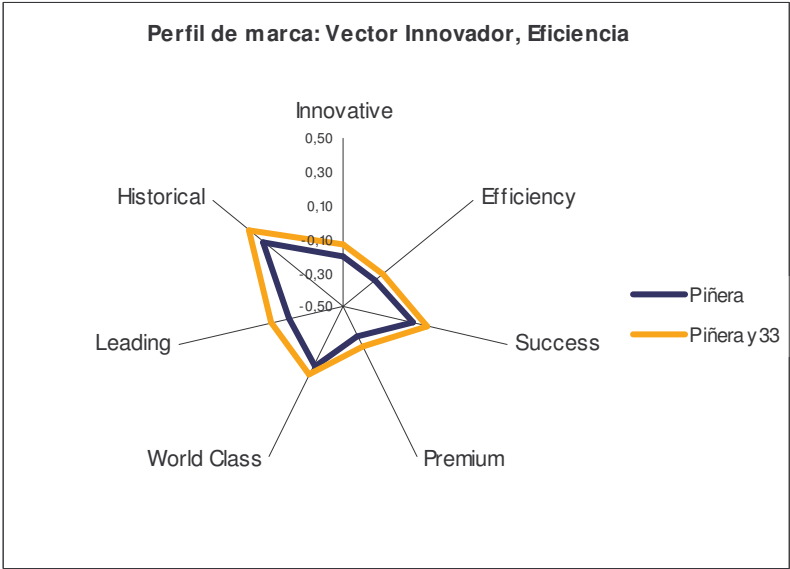 Perfil de marca: Vector Innovador, Eficiencia
Innovative
0,50
0,30
0,10
-0,10
-0,30
-0,50
Historical
Efficiency
Leading
Success
World Class
Premium
Piñera
Piñera y 33